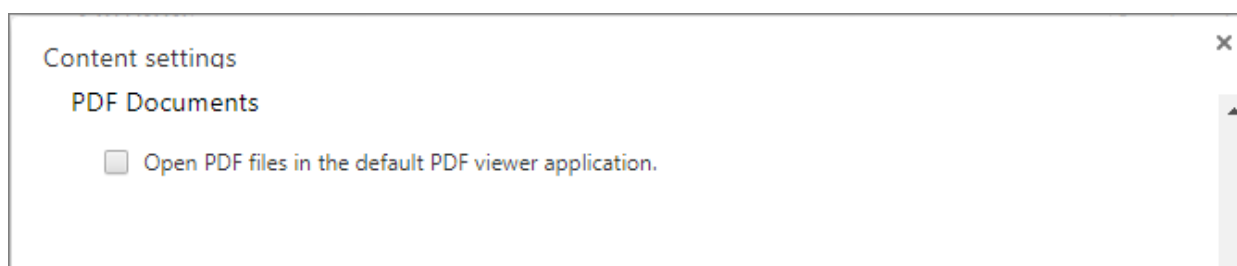 Content settings
PDF Documents
Open PDF files in the default PDF viewer application.